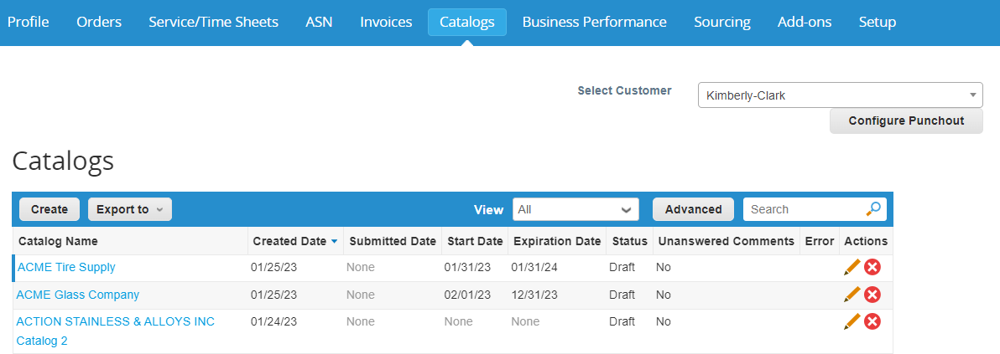 Profile Orders Service/Time Sheets ASN Invoices Catalogs Business Performance Sourcing Add-ons Setup
Select Customer Kimberly-Clark
Configure Punchout
Catalogs
Create Export to View All Advanced Search
Catalog Name Created Date Submitted Date Start Date Expiration Date Status Unanswered Comments Error Actions
ACME Tire Supply 01/25/23 None 01/31/23 01/31/24 Draft No
ACME Glass Company 01/25/23 None 02/01/23 12/31/23 Draft No
ACTION STAINLESS & ALLOYS INC 01/24/23 None None None Draft No
Catalog 2